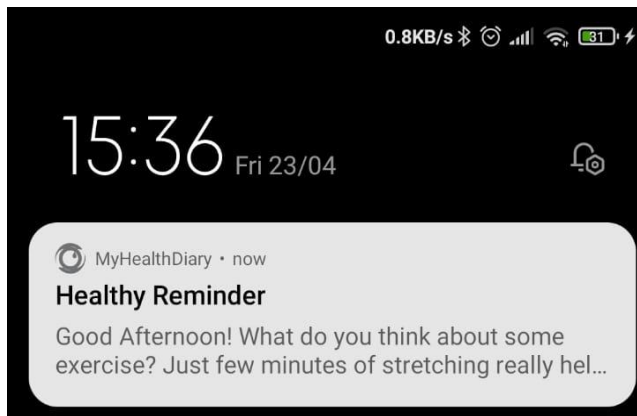 0.8KB/s 31
15:36 Fri 23/04
MyHealthDiary • now
Healthy Reminder
Good Afternoon! What do you think about some
exercise? Just few minutes of stretching really hel...